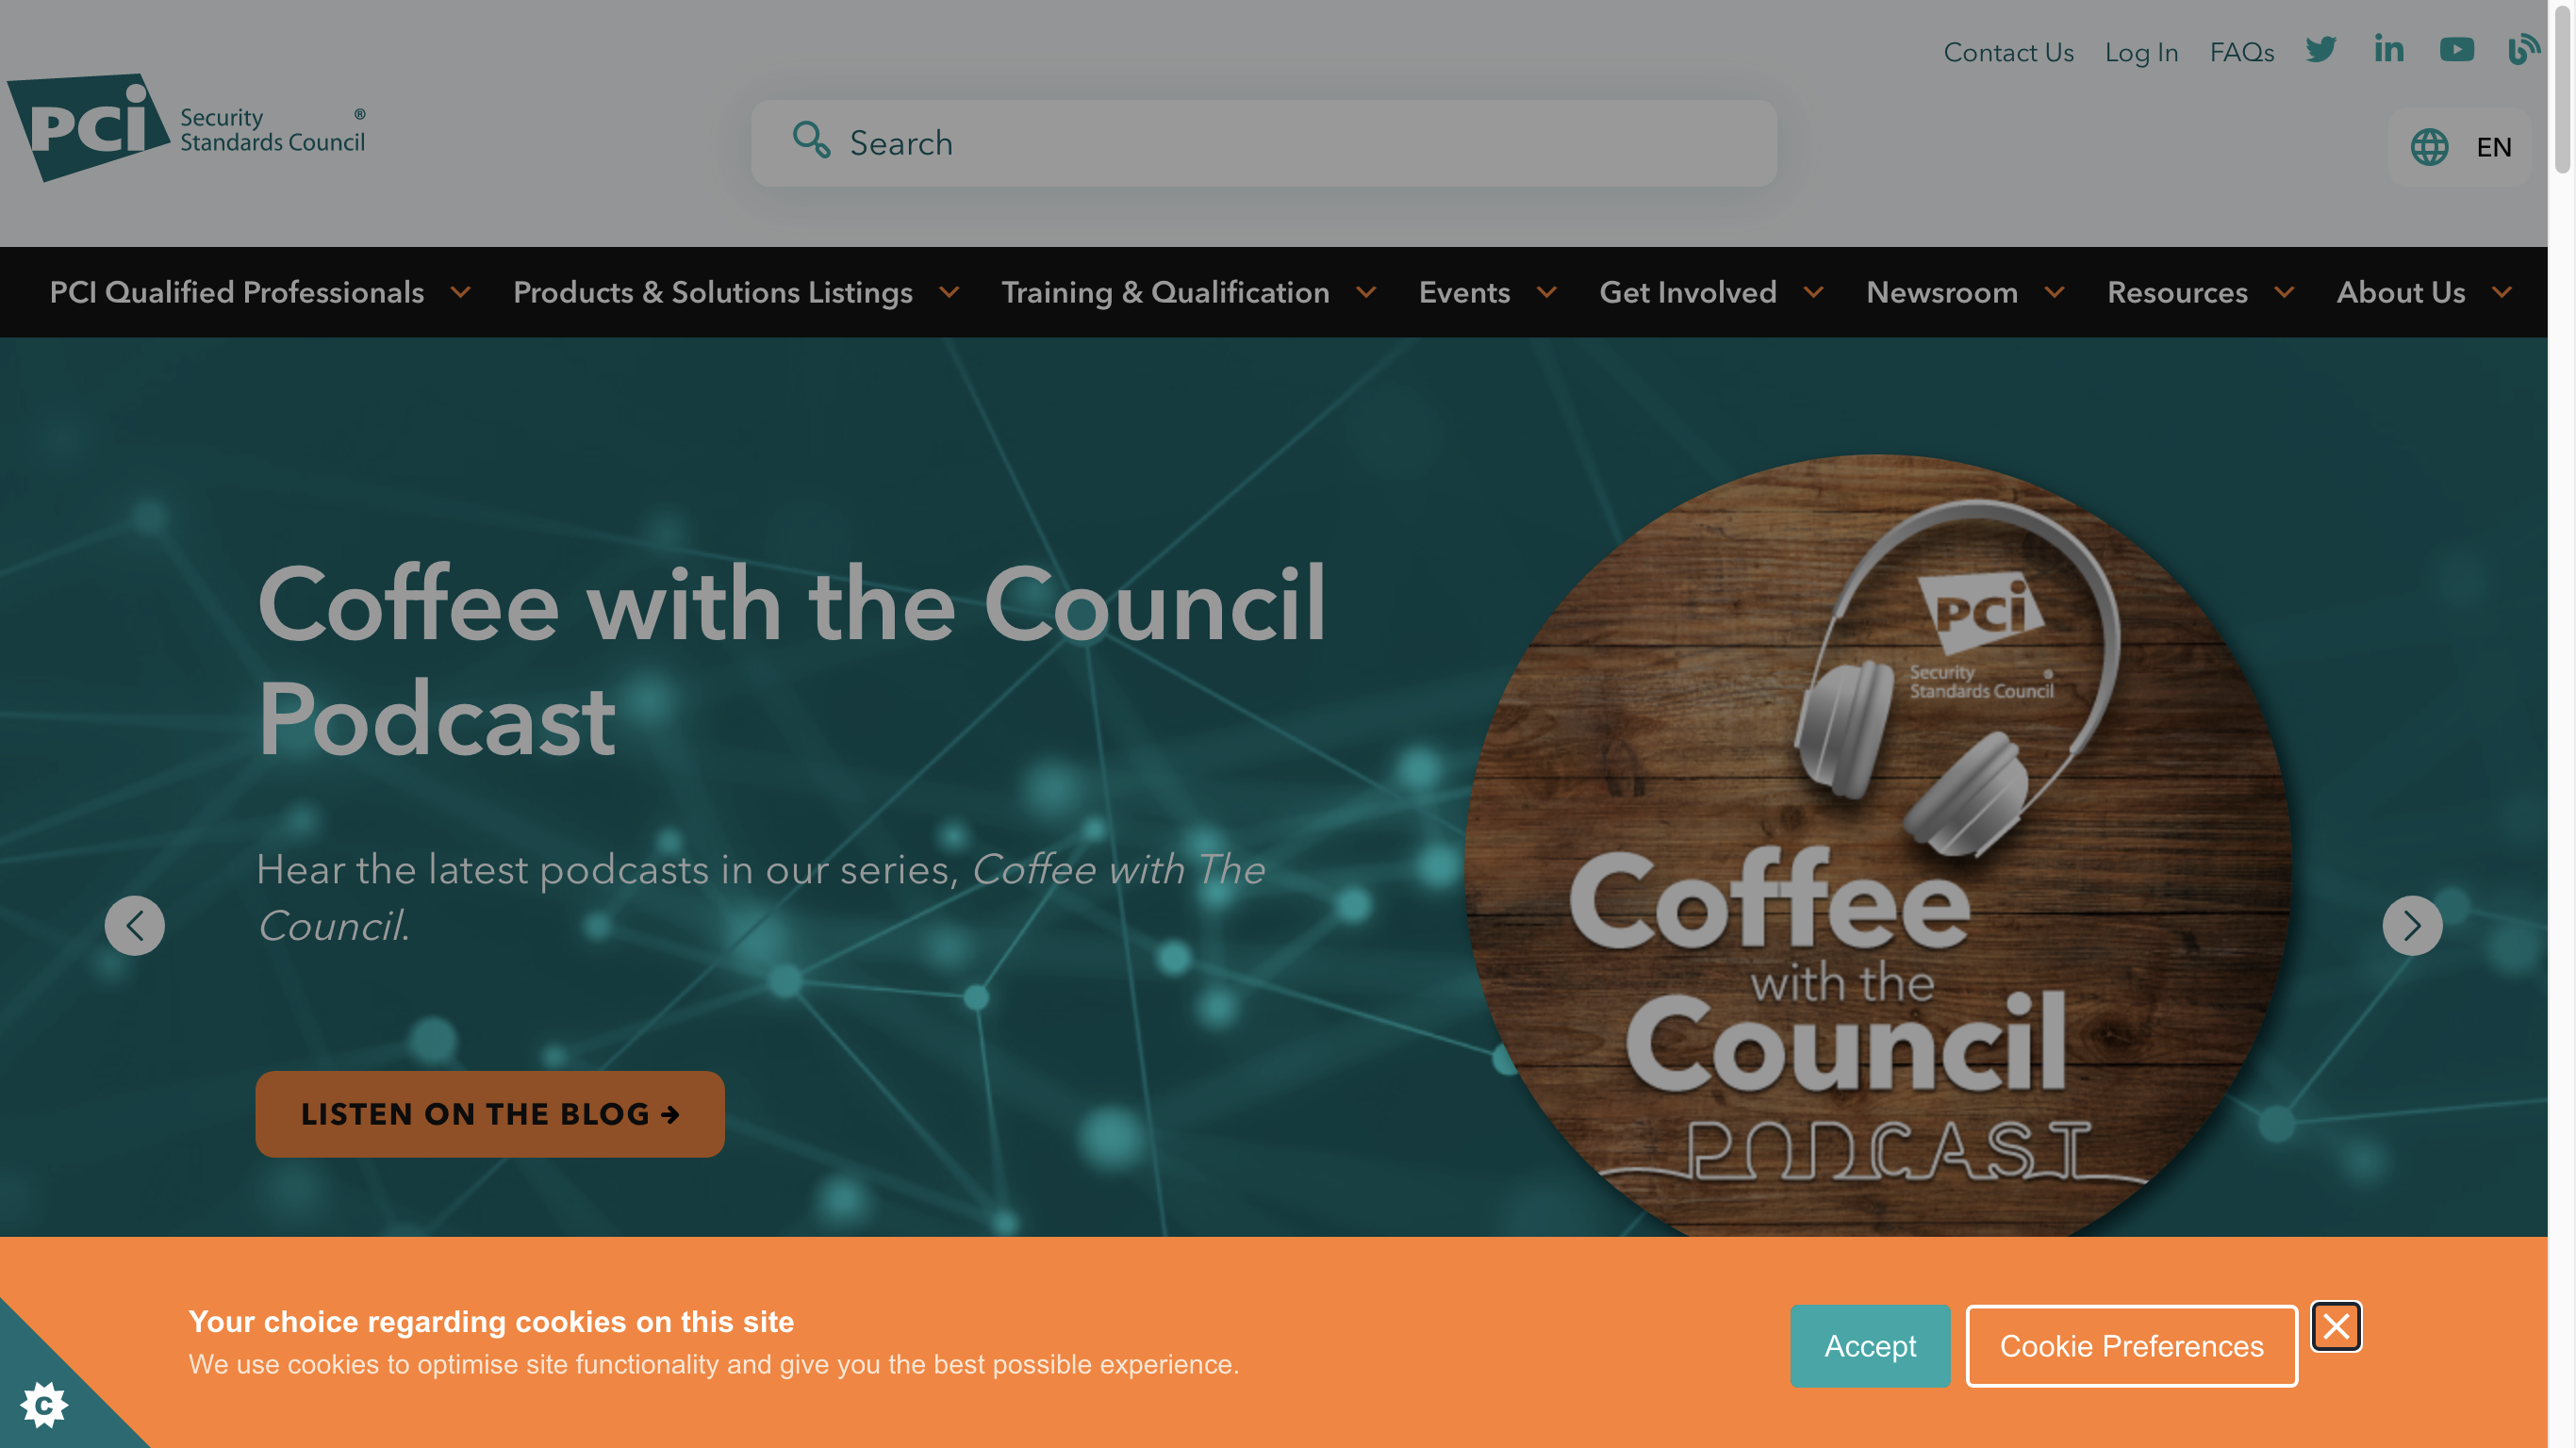 Contact Us Log In FAQs
PCi Security
Standards Council ®
Search
EN
PCI Qualified Professionals Products & Solutions Listings Training & Qualification Events Get Involved Newsroom Resources About Us
Coffee with the Council
Podcast
Hear the latest podcasts in our series, Coffee with The
Council.
LISTEN ON THE BLOG
PCi
Security
Standards Council
Coffee
with the
Council
PODCAST
Your choice regarding cookies on this site
We use cookies to optimise site functionality and give you the best possible experience.
Accept Cookie Preferences
C